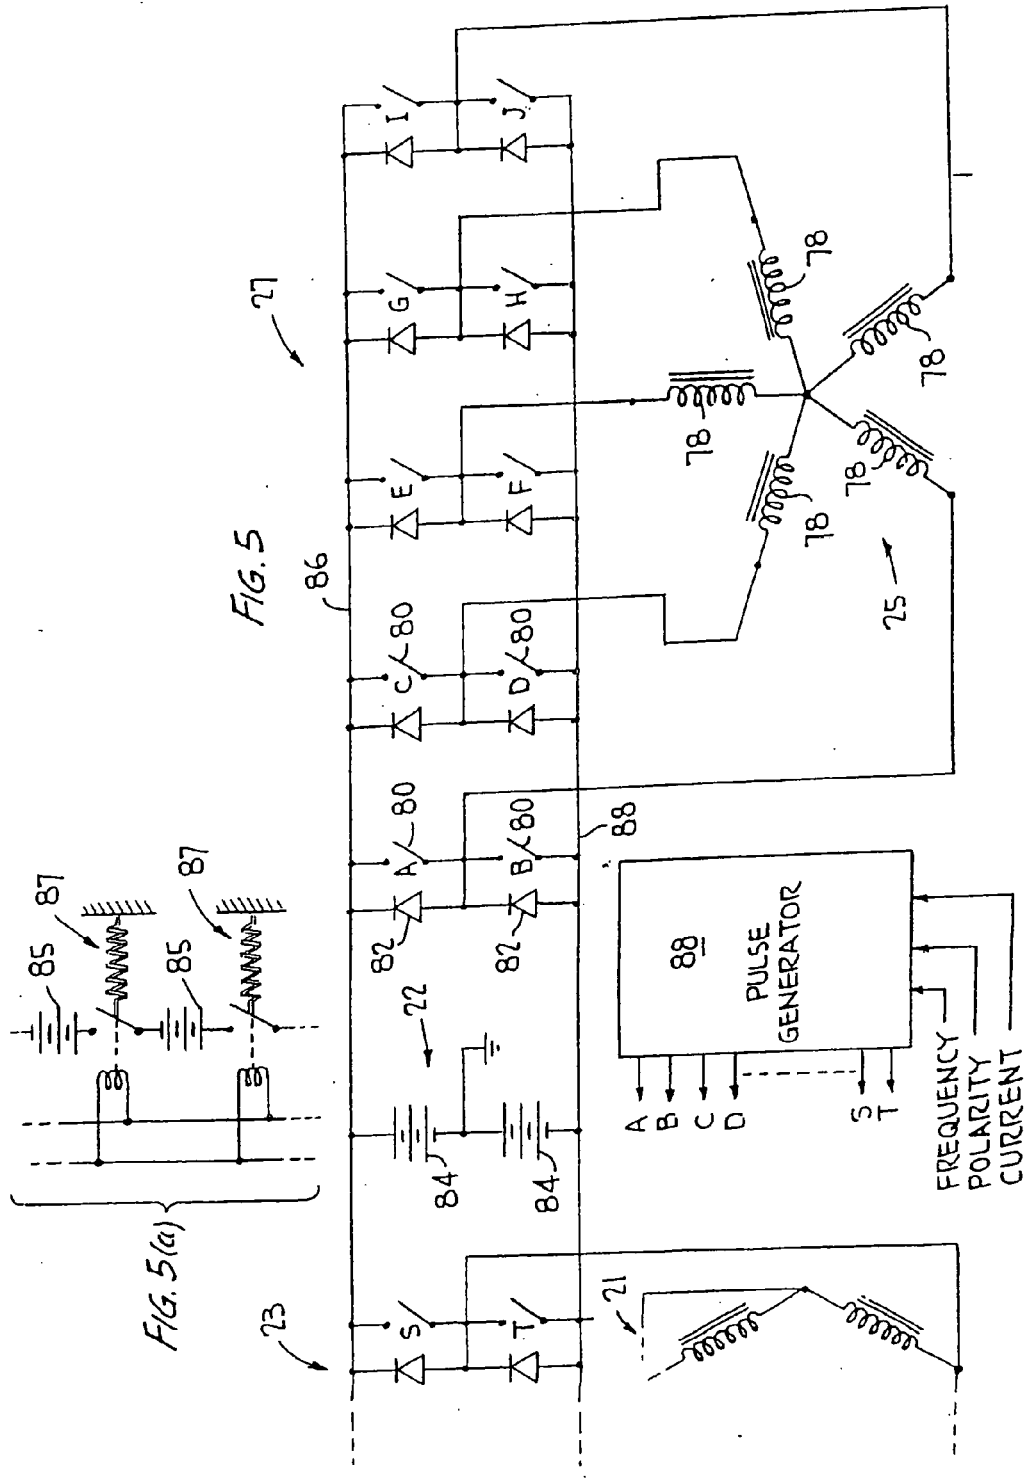 FIG. 5(a)
85
87
85
87
FIG. 5
23
22
86
27
S
T
84
84
82
82
A
80
B
80
C
80
D
80
E
F
G
H
I
J
88
21
A
B
C
D
S
T
88
PULSE
GENERATOR
FREQUENCY
POLARITY
CURRENT
25
78
78
78
78
78